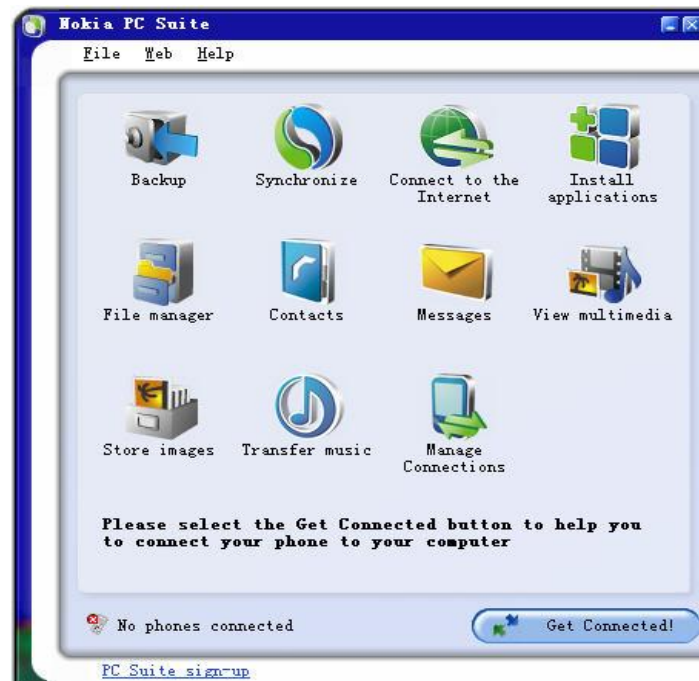 Nokia PC Suite
File Web Help
Backup
Synchronize
Connect to the
Internet
Install
applications
File manager
Contacts
Messages
View multimedia
Store images
Transfer music
Manage
Connections
Please select the Get Connected button to help you
to connect your phone to your computer
No phones connected
Get Connected!
PC Suite sign-up